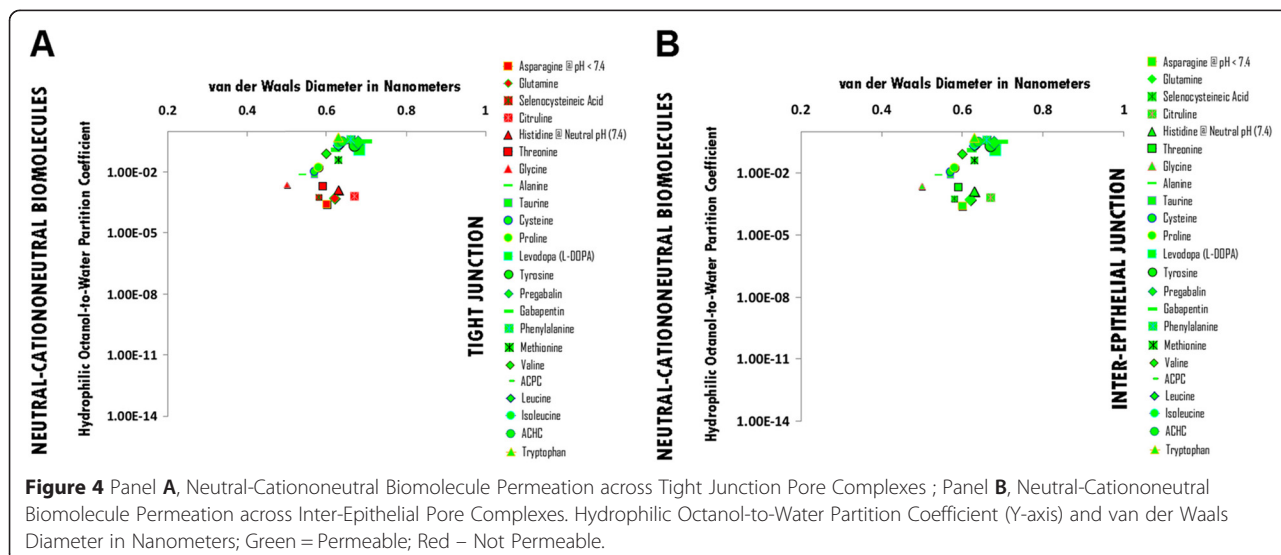 A
NEUTRAL-CATIONONEUTRAL BIOMOLECULES
Hydrophilic Octanol-to-Water Partition Coefficient
van der Waals Diameter in Nanometers
0.2 0.4 0.6 0.8 1
1.00E-02
1.00E-05
1.00E-08
1.00E-11
1.00E-14
TIGHT JUNCTION
Asparagine @ pH < 7.4
Glutamine
Selenocysteineic Acid
Citruline
Histidine @ Neutral pH (7.4)
Threonine
Glycine
Alanine
Taurine
Cysteine
Proline
Levodopa (L-DOPA)
Tyrosine
Pregabalin
Gabapentin
Phenylalanine
Methionine
Valine
ACPC
Leucine
Isoleucine
ACHC
Tryptophan
B
NEUTRAL-CATIONONEUTRAL BIOMOLECULES
Hydrophilic Octanol-to-Water Partition Coefficient
van der Waals Diameter in Nanometers
0.2 0.4 0.6 0.8 1
1.00E-02
1.00E-05
1.00E-08
1.00E-11
1.00E-14
INTER-EPITHELIAL JUNCTION
Asparagine @ pH < 7.4
Glutamine
Selenocysteineic Acid
Citruline
Histidine @ Neutral pH (7.4)
Threonine
Glycine
Alanine
Taurine
Cysteine
Proline
Levodopa (L-DOPA)
Tyrosine
Pregabalin
Gabapentin
Phenylalanine
Methionine
Valine
ACPC
Leucine
Isoleucine
ACHC
Tryptophan
Figure 4 Panel A, Neutral-Cationoneutral Biomolecule Permeation across Tight Junction Pore Complexes ; Panel B, Neutral-Cationoneutral
Biomolecule Permeation across Inter-Epithelial Pore Complexes. Hydrophilic Octanol-to-Water Partition Coefficient (Y-axis) and van der Waals
Diameter in Nanometers; Green = Permeable; Red – Not Permeable.